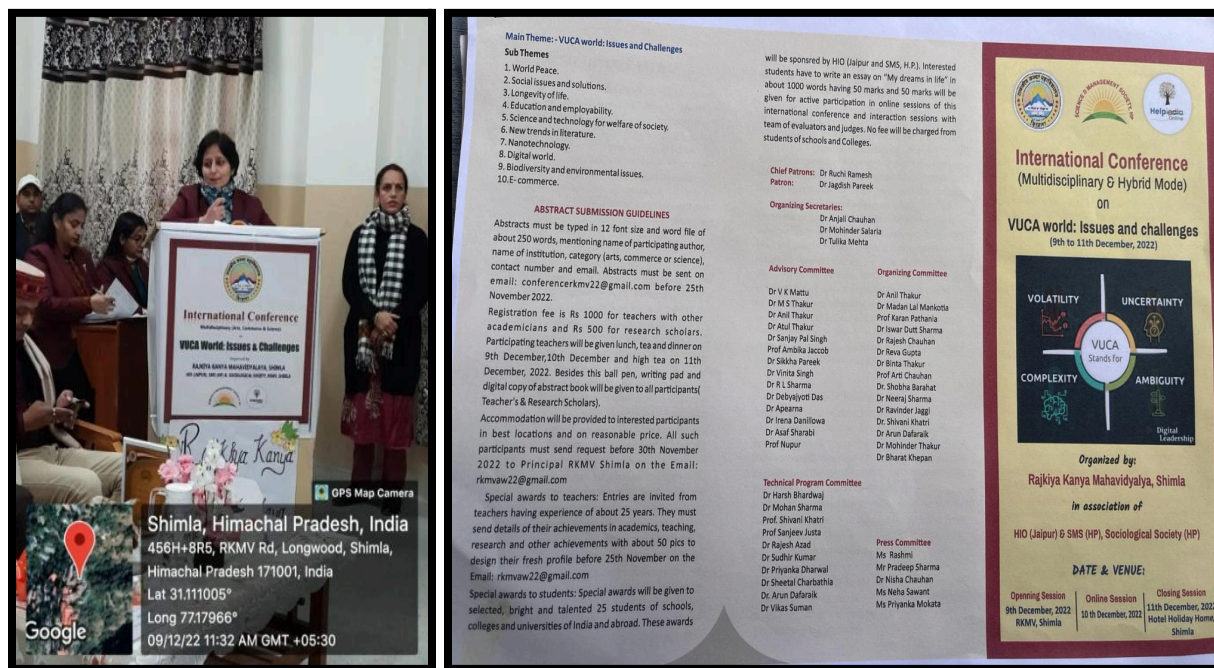 International Conference
Multidisciplinary (Arts, Commerce & Science)
VUCA World: Issues & Challenges
RAJKIYA KANYA MAHAVIDYALAYA, SHIMLA
Kanya
GPS Map Camera
Google
Shimla, Himachal Pradesh, India
456H+8R5, RKMV Rd, Longwood, Shimla,
Himachal Pradesh 171001, India
Lat 31.111005°
Long 77.17966°
09/12/22 11:32 AM GMT +05:30
Main Theme:- VUCA world: Issues and Challenges
Sub Themes
1. World Peace.
2. Social issues and solutions.
3. Longevity of life.
4. Education and employability.
5. Science and technology for welfare of society.
6. New trends in literature.
7. Nanotechnology.
8. Digital world.
9. Biodiversity and environmental issues.
10.E- commerce.
ABSTRACT SUBMISSION GUIDELINES
Abstracts must be typed in 12 font size and word file of
about 250 words, mentioning name of participating author,
name of institution, category (arts, commerce or science),
contact number and email. Abstracts must be sent on
email: conferencerkmv22@gmail.com before 25th
November 2022.
Registration fee is Rs 1000 for teachers with other
academicians and Rs 500 for research scholars.
Participating teachers will be given lunch, tea and dinner on
9th December,10th December and high tea on 11th
December, 2022. Besides this ball pen, writing pad and
digital copy of abstract book will be given to all participants(
Teacher's & Research Scholars).
Accommodation will be provided to interested participants
in best locations and on reasonable price. All such
participants must send request before 30th November
2022 to Principal RKMV Shimla on the Email:
rkmvaw22@gmail.com
Special awards to teachers: Entries are invited from
teachers having experience of about 25 years. They must
send details of their achievements in academics, teaching,
research and other achievements with about 50 pics to
design their fresh profile before 25th November on the
Email: rkmvaw22@gmail.com
Special awards to students: Special awards will be given to
selected, bright and talented 25 students of schools,
colleges and universities of India and abroad. These awards
will be sponsred by HIO (Jaipur and SMS, H.P.). Interested
students have to write an essay on "My dreams in life" in
about 1000 words having 50 marks and 50 marks will be
given for active participation in online sessions of this
international conference and interaction sessions with
team of evaluators and judges. No fee will be charged from
students of schools and Colleges.
Chief Patrons: Dr Ruchi Ramesh
Patron: Dr Jagdish Pareek
Organizing Secretaries:
Dr Anjali Chauhan
Dr Mohinder Salaria
Dr Tulika Mehta
Advisory Committee
Dr V K Mattu
Dr M S Thakur
Dr Anil Thakur
Dr Atul Thakur
Dr Sanjay Pal Singh
Prof Ambika Jaccob
Dr Sikkha Pareek
Dr Vinita Singh
Dr R L Sharma
Dr Debyajyoti Das
Dr Apearna
Dr Irena Danillowa
Dr Asaf Sharabi
Prof Nupur
Organizing Committee
Dr Anil Thakur
Dr Madan Lal Mankotia
Prof Karan Pathania
Dr Iswar Dutt Sharma
Dr Rajesh Chauhan
Dr Reva Gupta
Dr Binta Thakur
Prof Arti Chauhan
Dr. Shobha Barahat
Dr Neeraj Sharma
Dr Ravinder Jaggi
Dr. Shivani Khatri
Dr Arun Dafaraik
Dr Mohinder Thakur
Dr Bharat Khepan
Technical Program Committee
Dr Harsh Bhardwaj
Dr Mohan Sharma
Prof. Shivani Khatri
Prof Sanjeev Justa
Dr Rajesh Azad
Dr Sudhir Kumar
Dr Priyanka Dharwal
Dr Sheetal Charbathia
Dr. Arun Dafaraik
Dr Vikas Suman
Press Committee
Ms Rashmi
Mr Pradeep Sharma
Dr Nisha Chauhan
Ms Neha Sawant
Ms Priyanka Mokata
SCIENCE & MANAGEMENT SOCIETY, HP
Helpiedia
Online
International Conference
(Multidisciplinary & Hybrid Mode)
on
VUCA world: Issues and challenges
(9th to 11th December, 2022)
VOLATILITY
UNCERTAINTY
VUCA
Stands for
COMPLEXITY
AMBIGUITY
Digital
Leadership
Organized by:
Rajkiya Kanya Mahavidyalya, Shimla
in association of
HIO (Jaipur) & SMS (HP), Sociological Society (HP)
DATE & VENUE:
Openning Session
9th December, 2022
RKMV, Shimla
Online Session
10 th December, 2022
Closing Session
11th December, 2022
Hotel Holiday Home,
Shimla